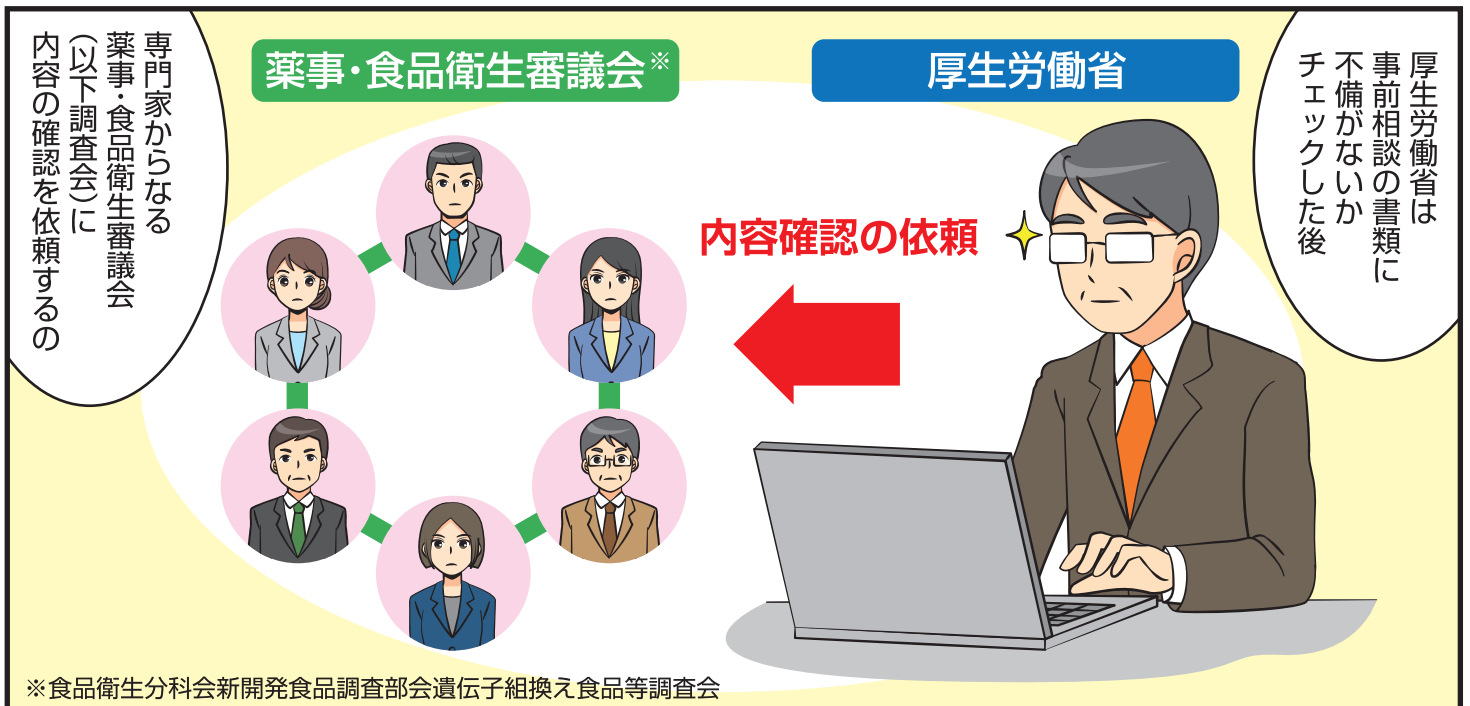 厚生労働省は
事前相談の書類に
不備がないか
チェックした後
厚生労働省
内容確認の依頼
薬事・食品衛生審議会※
専門家からなる
薬事・食品衛生審議会
(以下調査会)に
内容の確認を依頼するの
※食品衛生分科会新開発食品調査部会遺伝子組換え食品等調査会